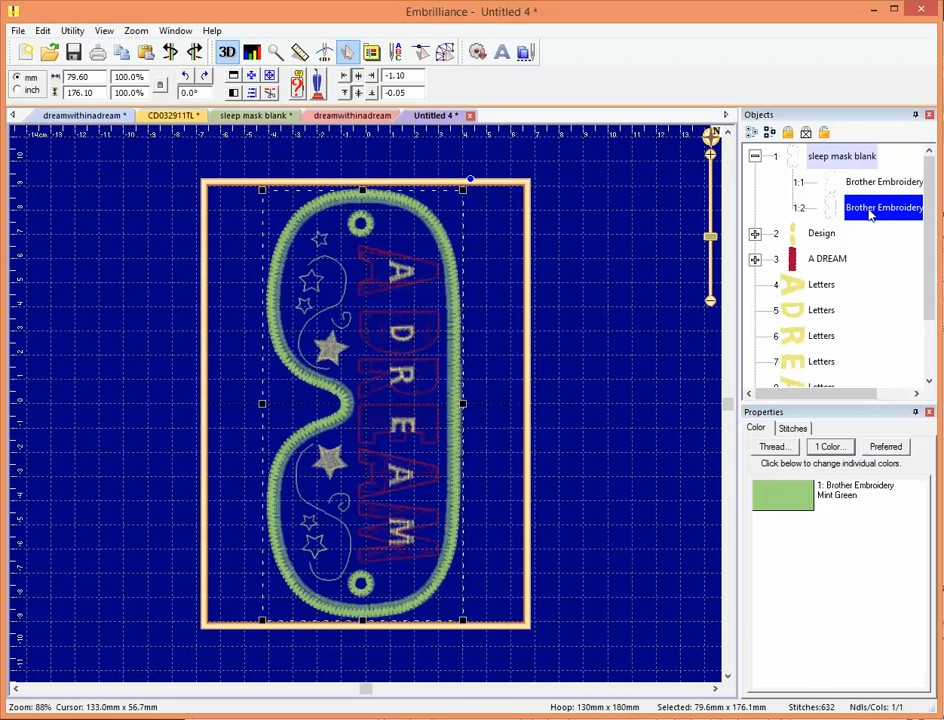 Embrilliance - Untitled 4 *
File Edit Utility View Zoom Window Help
3D
mm 79.60 100.0% -1.10
inch 176.10 100.0% 0.0° -0.05
dreamwithinadream * CD032911TL * sleep mask blank * dreamwithinadream Untitled 4 *
Objects
1 sleep mask blank
1:1 Brother Embroidery
1:2 Brother Embroidery
2 Design
3 A DREAM
4 Letters
5 Letters
6 Letters
7 Letters
Letters
A DREAM
A DREAM
Properties
Color Stitches
Thread... 1 Color... Preferred
Click below to change individual colors.
1: Brother Embroidery
Mint Green
Zoom: 88% Cursor: 133.0mm x 56.7mm Hoop: 130mm x 180mm Selected: 79.6mm x 176.1mm Stitches:632 Ndls/Cols: 1/1